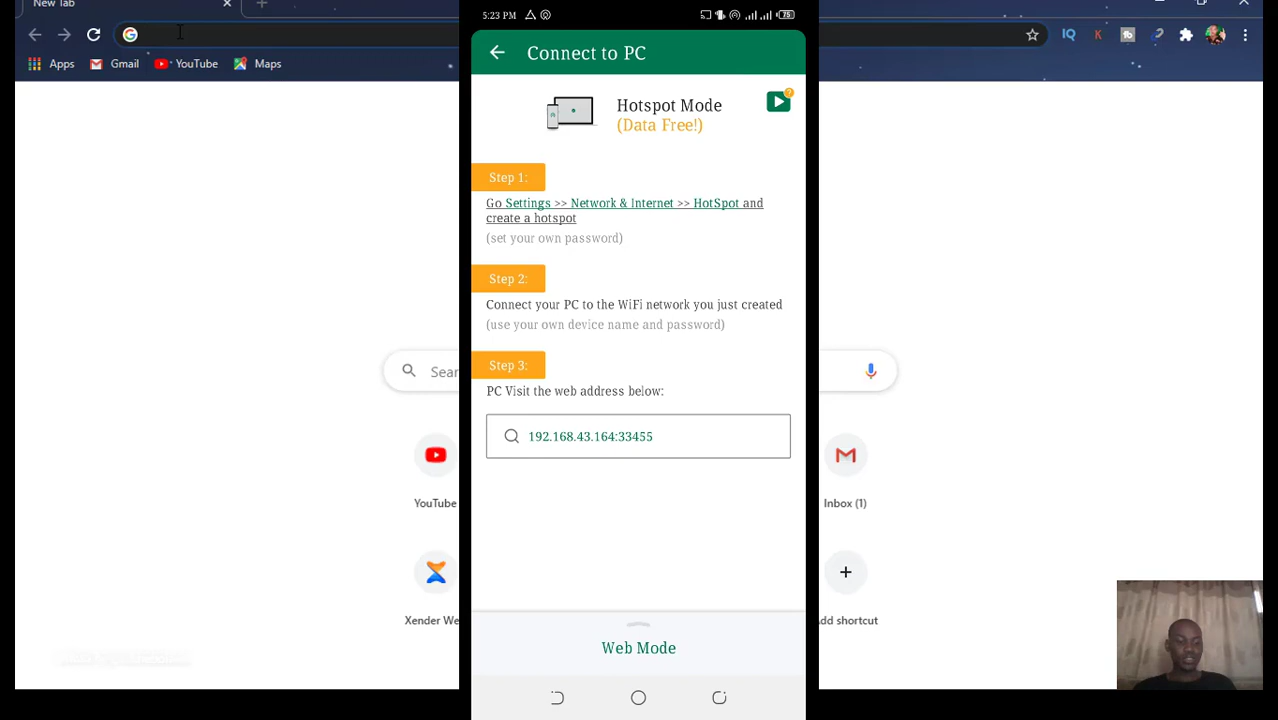 New Tab
Apps
Gmail
YouTube
Maps
5:23 PM
75
Connect to PC
Hotspot Mode
(Data Free!)
?
Step 1:
Go Settings >> Network & Internet >> HotSpot and
create a hotspot
(set your own password)
Step 2:
Connect your PC to the WiFi network you just created
(use your own device name and password)
Step 3:
PC Visit the web address below:
192.168.43.164:33455
Web Mode
Sear
YouTube
Inbox (1)
Xender We
dd shortcut